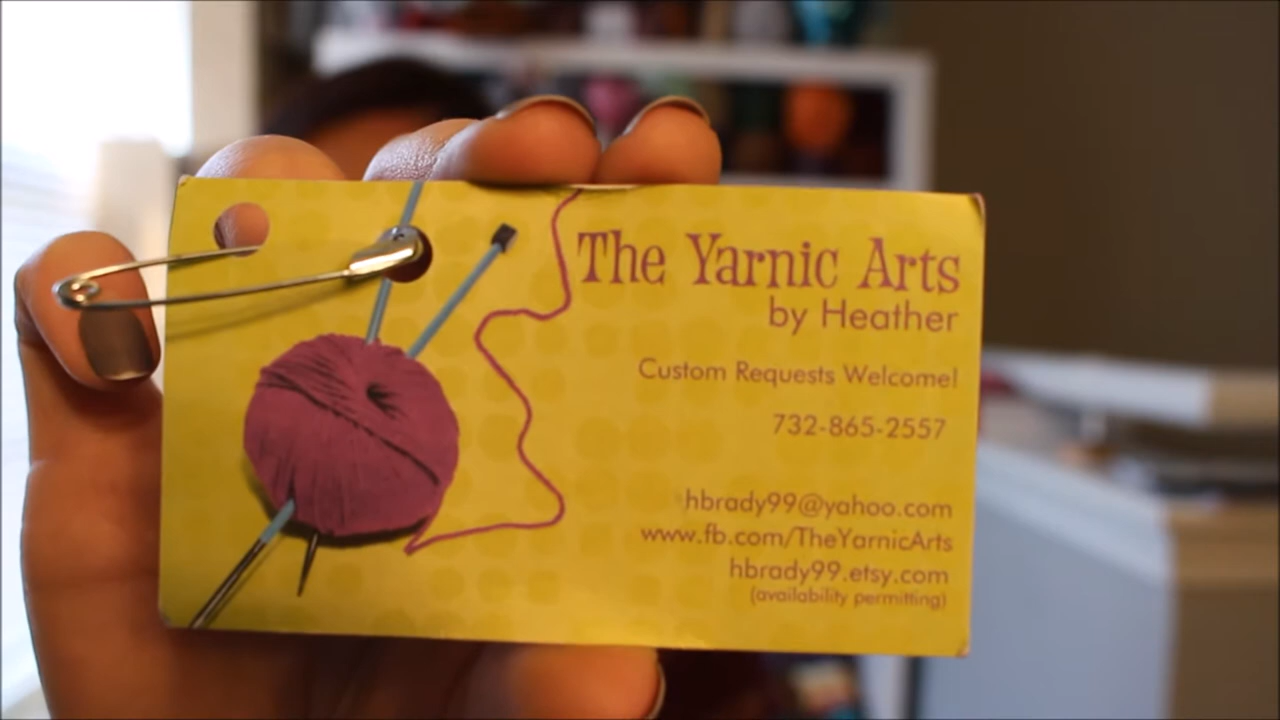 The Yarnic Arts
by Heather
Custom Requests Welcome!
732-865-2557
hbrady99@yahoo.com
www.fb.com/TheYarnicArts
hbrady99.etsy.com
(availability permitting)